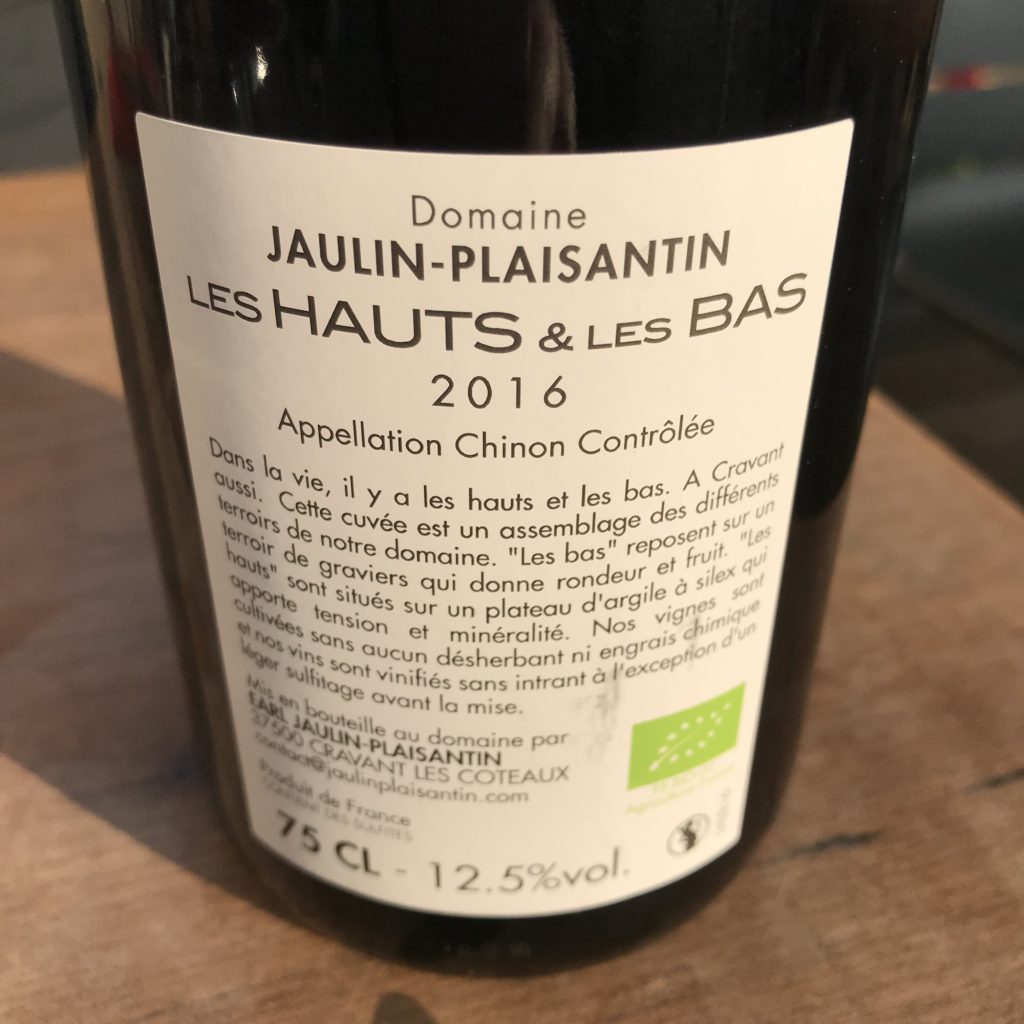 Domaine
JAULIN-PLAISANTIN
LES HAUTS & LES BAS
2016
Appellation Chinon Contrôlée
Dans la vie, il y a les hauts et les bas. A Cravant
aussi. Cette cuvée est un assemblage des différents
terroirs de notre domaine. "Les bas" reposent sur un
terroir de graviers qui donne rondeur et fruit. "Les
hauts" sont situés sur un plateau d'argile à silex qui
apporte tension et minéralité. Nos vignes sont
cultivées sans aucun désherbant ni engrais chimique
et nos vins sont vinifiés sans intrant à l'exception d'un
léger sulfitage avant la mise.
Mis en bouteille au domaine par
EARL JAULIN-PLAISANTIN
37500 CRAVANT LES COTEAUX
contact@jaulinplaisantin.com
Produit de France
CONTIENT DES SULFITES
Agriculture
75 CL - 12.5%vol.